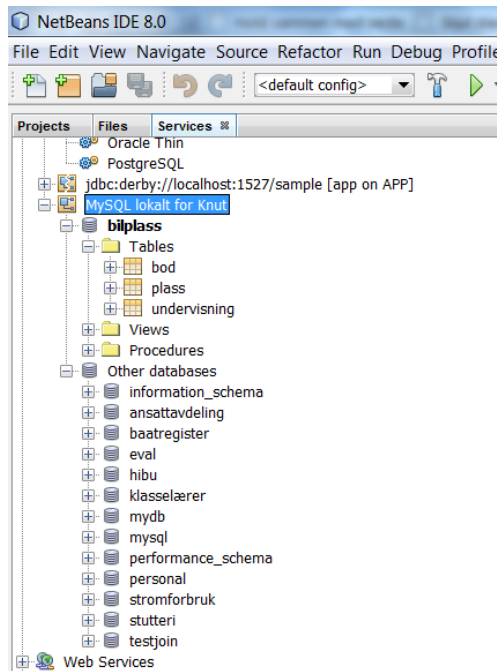 NetBeans IDE 8.0
File Edit View Navigate Source Refactor Run Debug Profile
<default config>
Projects Files Services
Oracle Thin
PostgreSQL
jdbc:derby://localhost:1527/sample [app on APP]
MySQL lokalt for Knut
bilplass
Tables
bod
plass
undervisning
Views
Procedures
Other databases
information_schema
ansattavdeling
baatregister
eval
hibu
klasselærer
mydb
mysql
performance_schema
personal
stromforbruk
stutteri
testjoin
Web Services